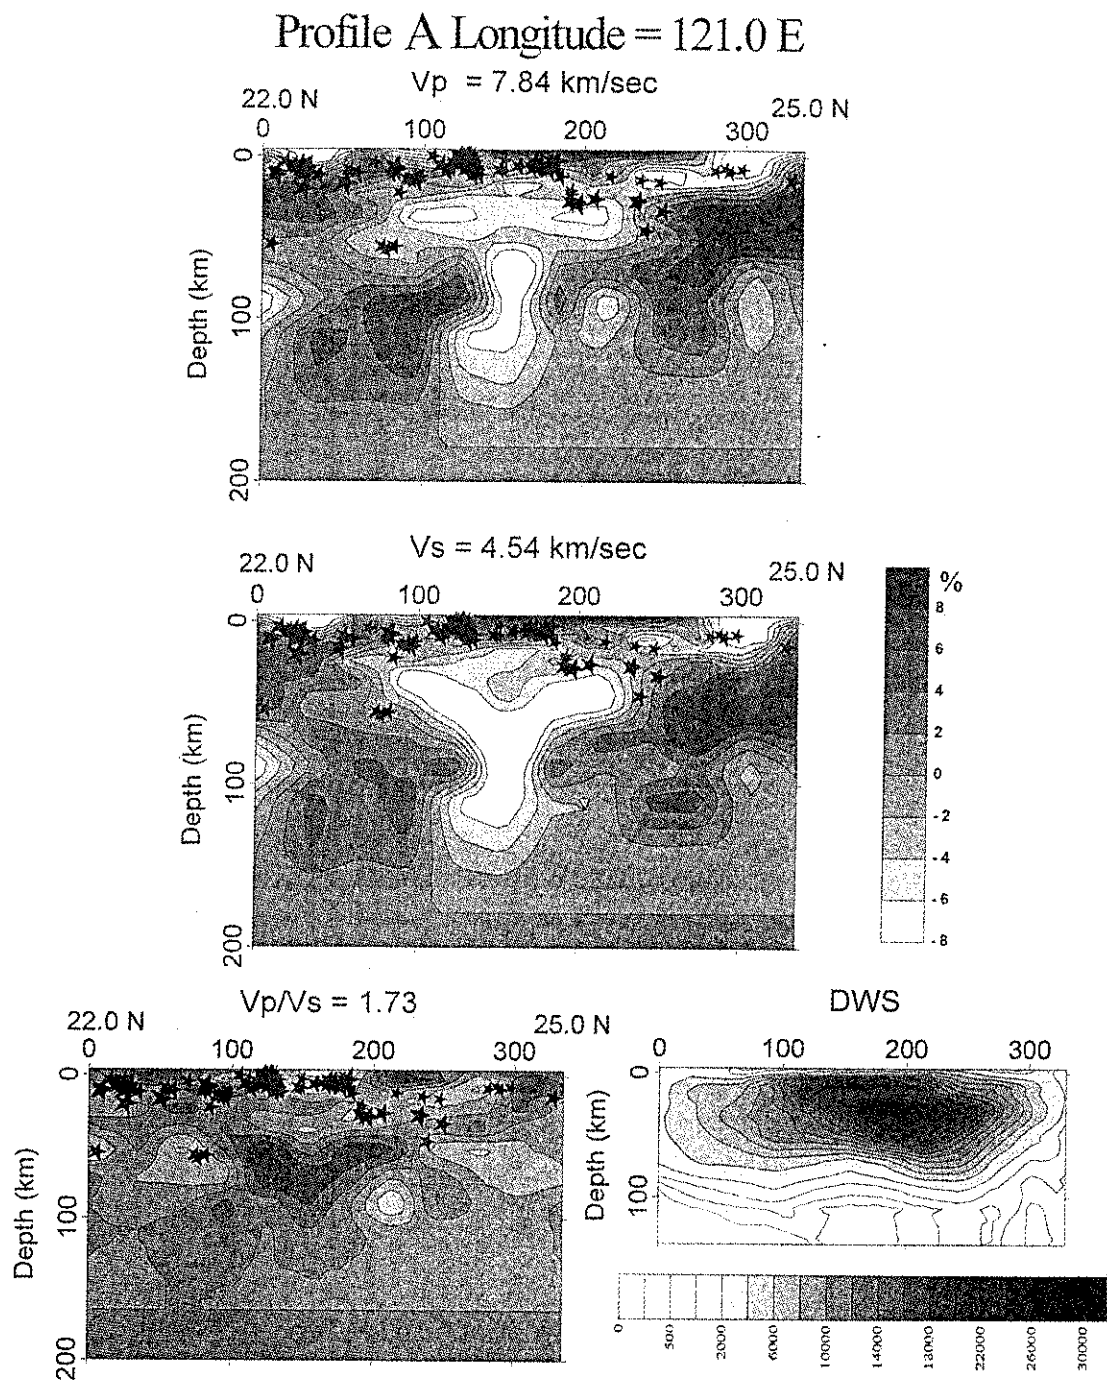 Profile A Longitude = 121.0 E
Vp = 7.84 km/sec
22.0 N 25.0 N
0 100 200 300
0
100
200
Depth (km)
Vs = 4.54 km/sec
22.0 N 25.0 N
0 100 200 300
0
100
200
Depth (km)
%
8
6
4
2
0
-2
-4
-6
-8
Vp/Vs = 1.73
22.0 N 25.0 N
0 100 200 300
0
100
200
Depth (km)
DWS
0 100 200 300
0
100
Depth (km)
0 500 2000 6000 10000 14000 18000 22000 26000 30000